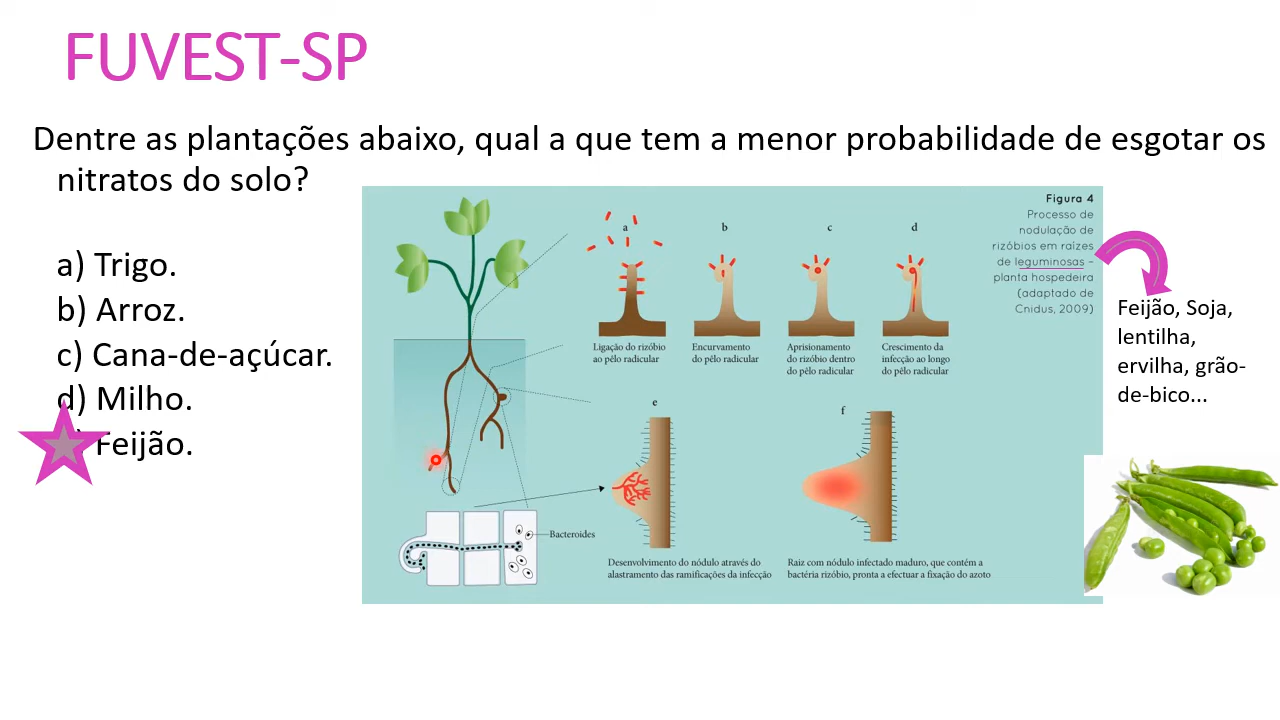 FUVEST-SP
Dentre as plantações abaixo, qual a que tem a menor probabilidade de esgotar os
nitratos do solo?
a) Trigo.
b) Arroz.
c) Cana-de-açúcar.
d) Milho.
) Feijão.
Figura 4
Processo de
nodulação de
rizóbios em raízes
de leguminosas –
planta hospedeira
(adaptado de
Cnidus, 2009)
a
b
c
d
Ligação do rizóbio
ao pêlo radicular
Encurvamento
do pêlo radicular
Aprisionamento
do rizóbio dentro
do pêlo radicular
Crescimento da
infecção ao longo
do pêlo radicular
e
f
Bacteroides
Desenvolvimento do nódulo através do
alastramento das ramificações da infecção
Raiz com nódulo infectado maduro, que contém a
bactéria rizóbio, pronta a efectuar a fixação do azoto
Feijão, Soja,
lentilha,
ervilha, grão-
de-bico...